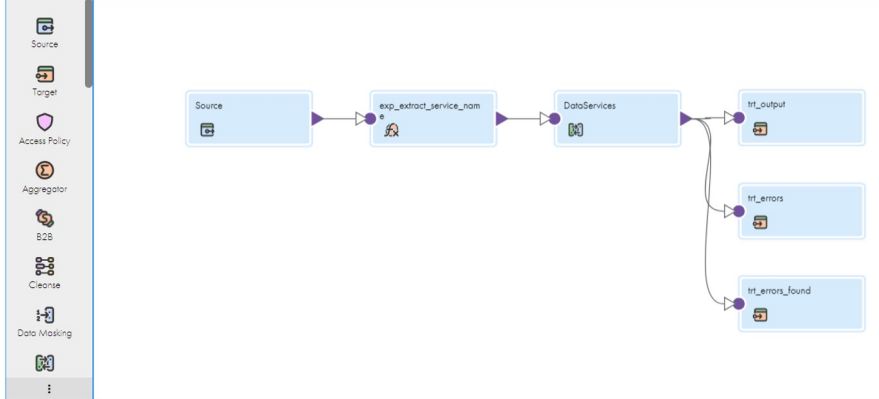 Source
Target
Access Policy
Aggregator
B2B
Cleanse
Data Masking
Source
exp_extract_service_nam
e
DataServices
trt_output
trt_errors
trt_errors_found